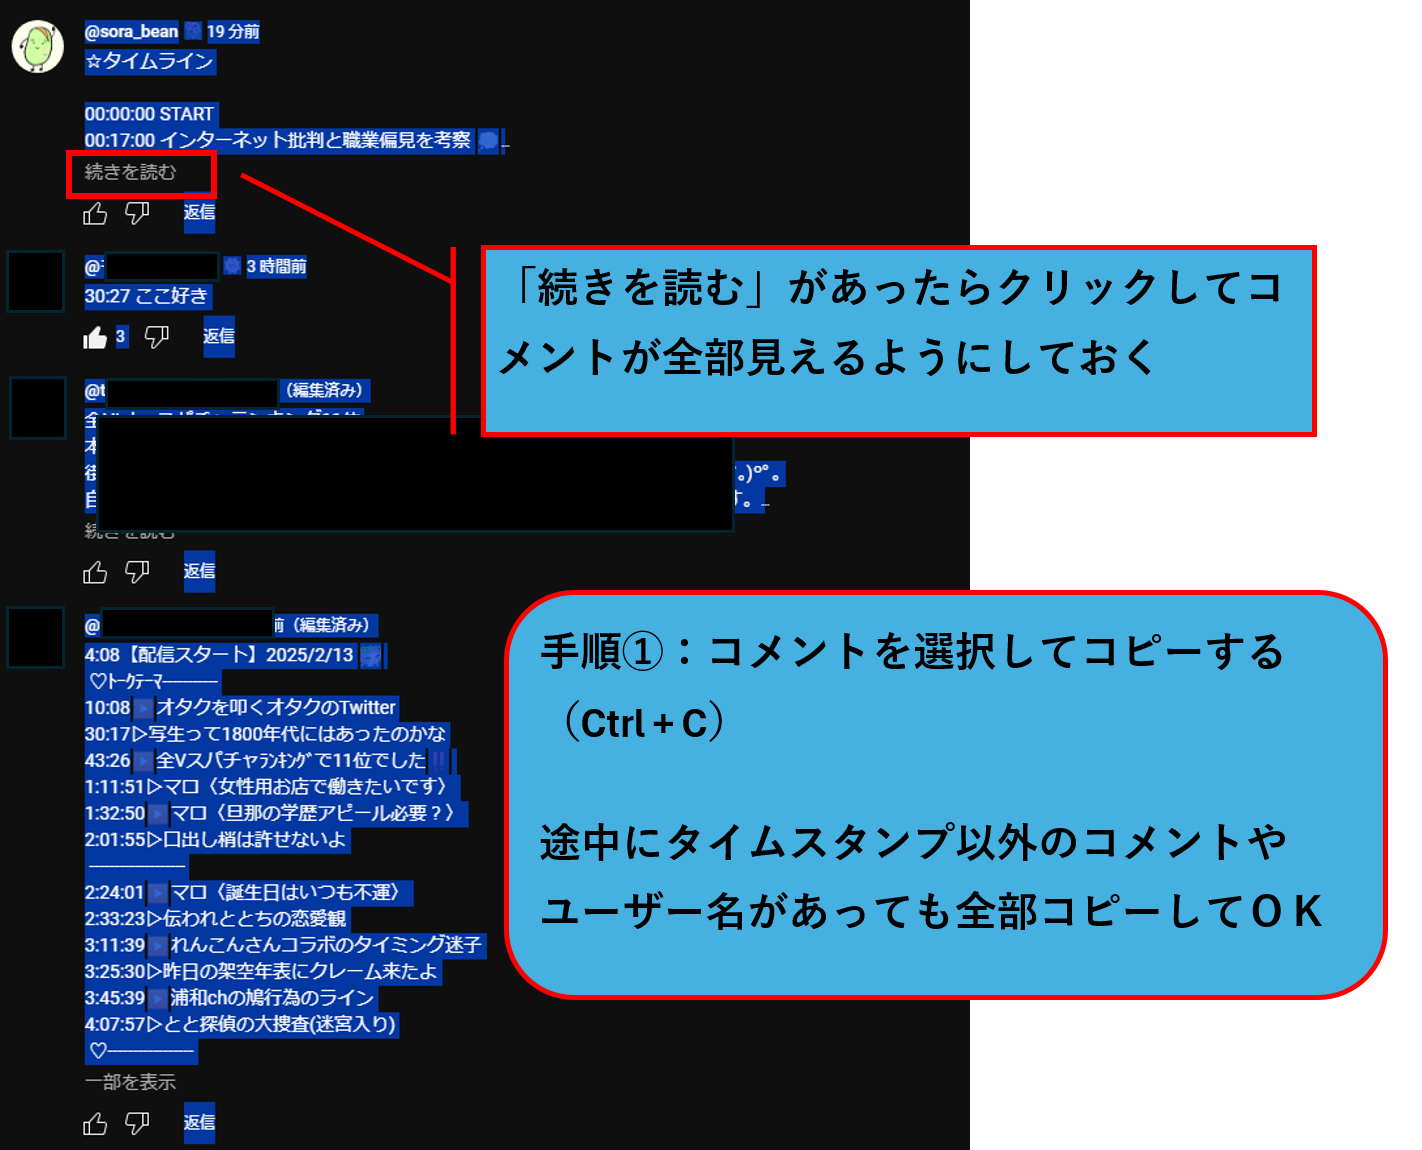 @sora_bean 19 分前
☆タイムライン
00:00:00 START
00:17:00 インターネット批判と職業偏見を考察
続きを読む
返信
3 時間前
30:27 ここ好き
3
返信
「続きを読む」があったらクリックしてコ
メントが全部見えるようにしておく
@t (編集済み)
続きを読む
返信
@ 前 (編集済み)
4:08【配信スタート】2025/2/13
♡ﾄｰｸﾃｰﾏ----------
10:08 オタクを叩くオタクのTwitter
30:17▷写生って1800年代にはあったのかな
43:26 全Vスパチャﾗﾝｷﾝｸﾞで11位でした‼
1:11:51▷マロ〈女性用お店で働きたいです〉
1:32:50 マロ〈旦那の学歴アピール必要？〉
2:01:55▷口出し梢は許せないよ
-----------------
2:24:01 マロ〈誕生日はいつも不運〉
2:33:23▷伝われととちの恋愛観
3:11:39 れんこんさんコラボのタイミング迷子
3:25:30▷昨日の架空年表にクレーム来たよ
3:45:39 浦和chの鳩行為のライン
4:07:57▷とと探偵の大捜査(迷宮入り)
♡---------------
一部を表示
返信
手順①：コメントを選択してコピーする
（Ctrl + C）
途中にタイムスタンプ以外のコメントや
ユーザー名があっても全部コピーしてＯＫ